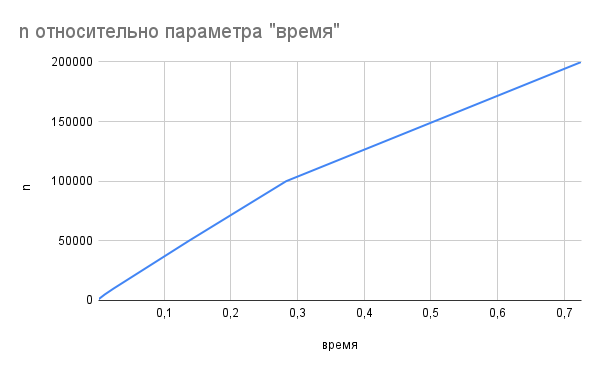 n относительно параметра "время"
200000
150000
100000
50000
0
n
0,1 0,2 0,3 0,4 0,5 0,6 0,7
время